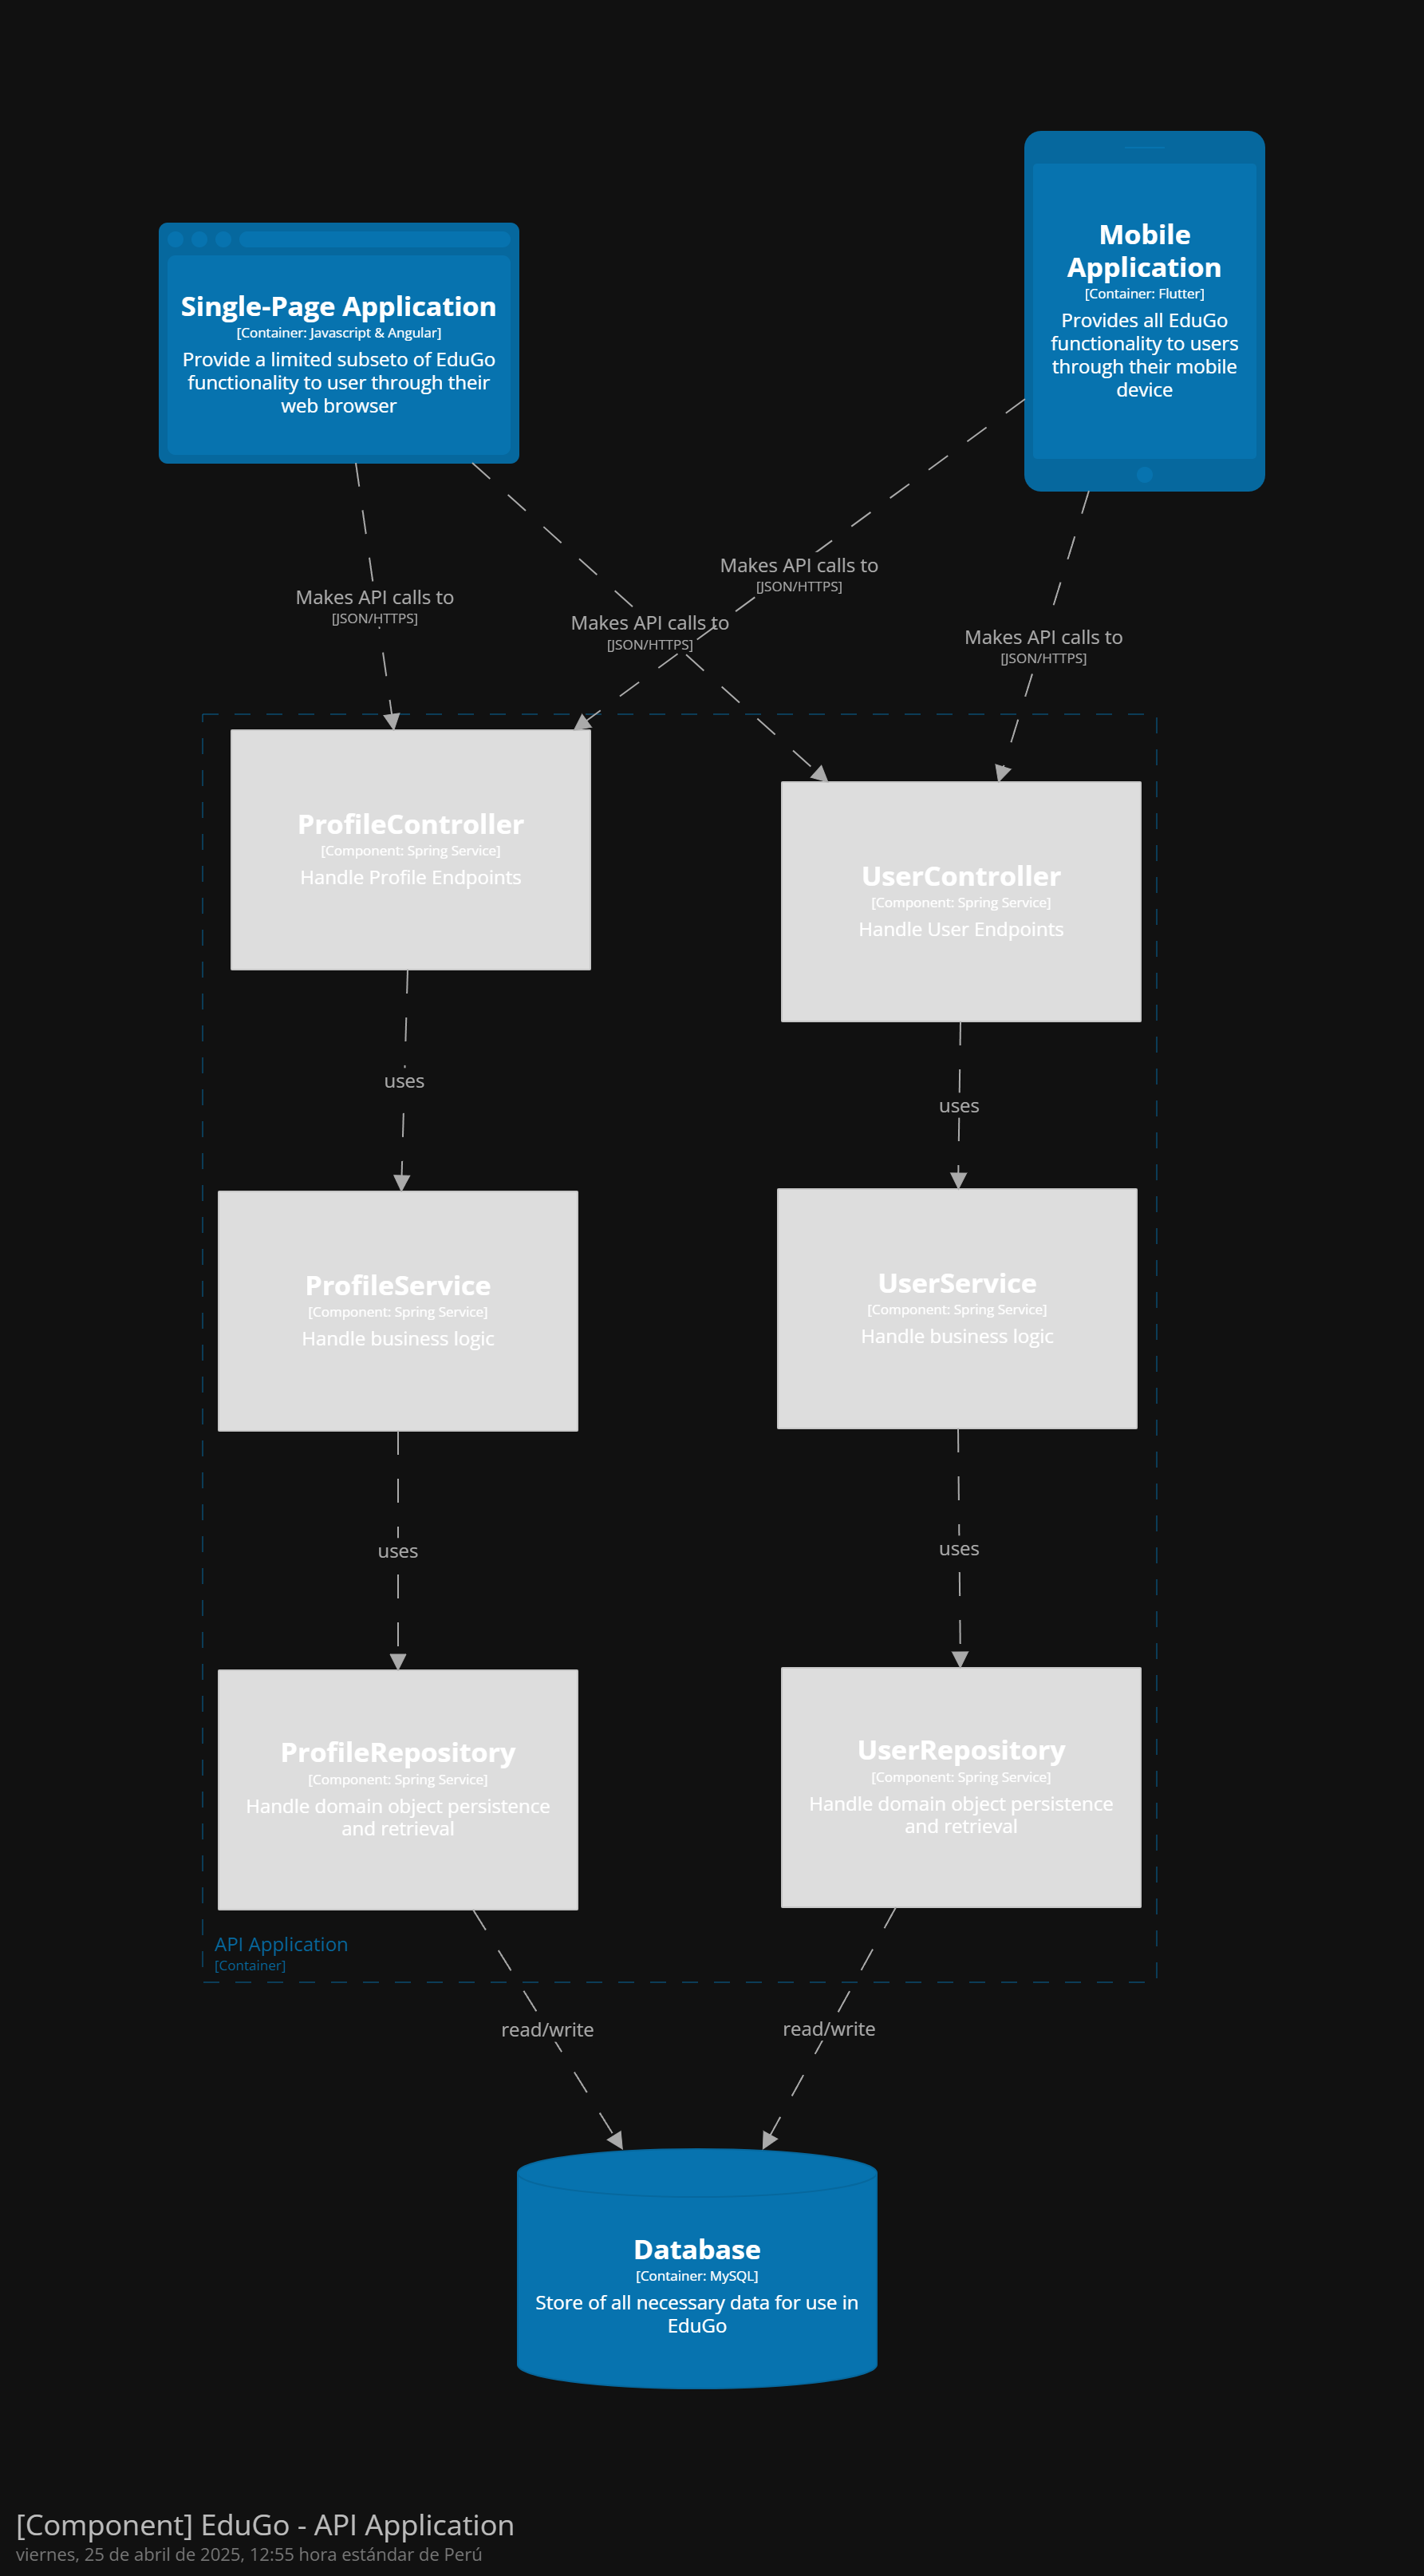 Mobile
Application
[Container: Flutter]
Provides all EduGo
functionality to users
through their mobile
device
Single-Page Application
[Container: Javascript & Angular]
Provide a limited subseto of EduGo
functionality to user through their
web browser
Makes API calls to
[JSON/HTTPS]
Makes API calls to
[JSON/HTTPS]
Makes API calls to
[JSON/HTTPS]
Makes API calls to
[JSON/HTTPS]
ProfileController
[Component: Spring Service]
Handle Profile Endpoints
UserController
[Component: Spring Service]
Handle User Endpoints
uses
uses
ProfileService
[Component: Spring Service]
Handle business logic
UserService
[Component: Spring Service]
Handle business logic
uses
uses
ProfileRepository
[Component: Spring Service]
Handle domain object persistence
and retrieval
UserRepository
[Component: Spring Service]
Handle domain object persistence
and retrieval
API Application
[Container]
read/write
read/write
Database
[Container: MySQL]
Store of all necessary data for use in
EduGo
[Component] EduGo - API Application
viernes, 25 de abril de 2025, 12:55 hora estándar de Perú